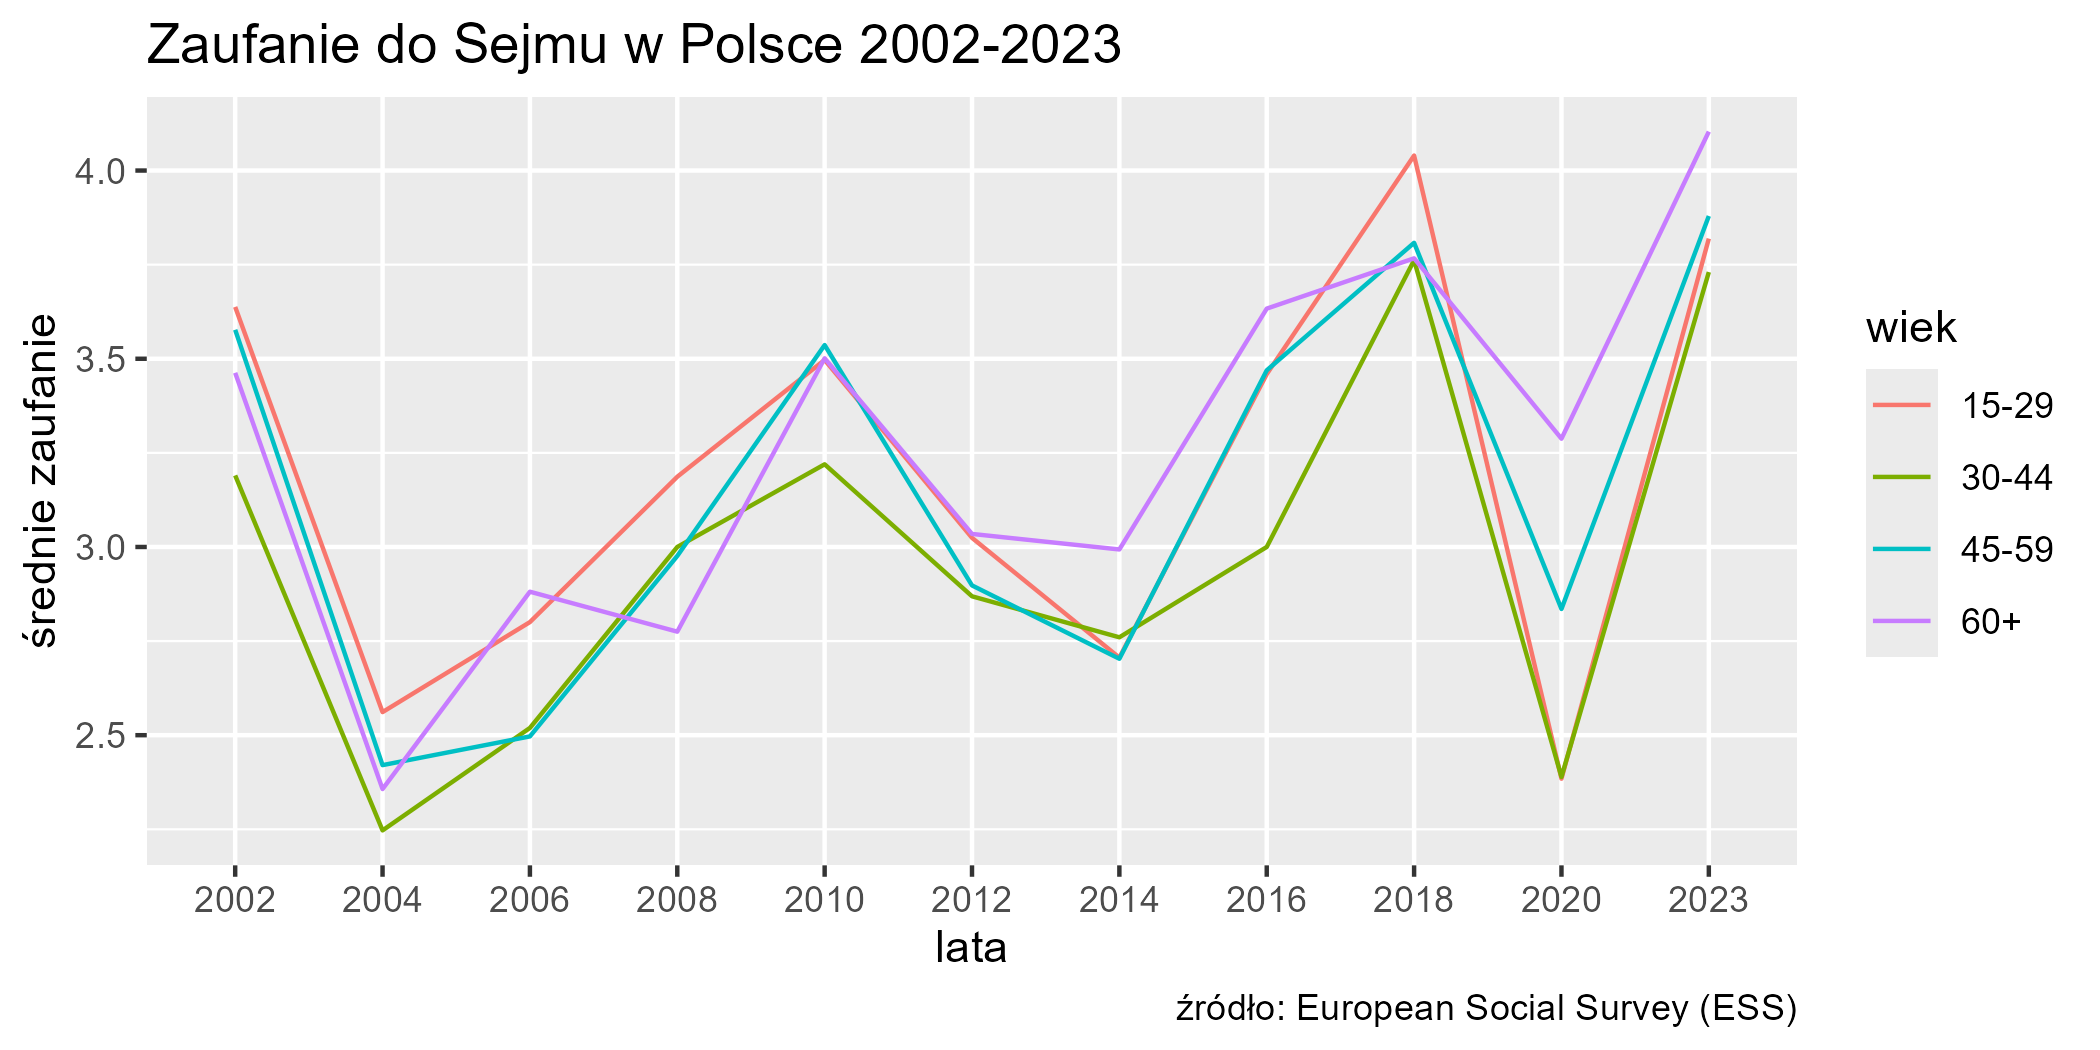 Zaufanie do Sejmu w Polsce 2002-2023
średnie zaufanie
4.0
3.5
3.0
2.5
2002 2004 2006 2008 2010 2012 2014 2016 2018 2020 2023
lata
wiek
15-29
30-44
45-59
60+
źródło: European Social Survey (ESS)